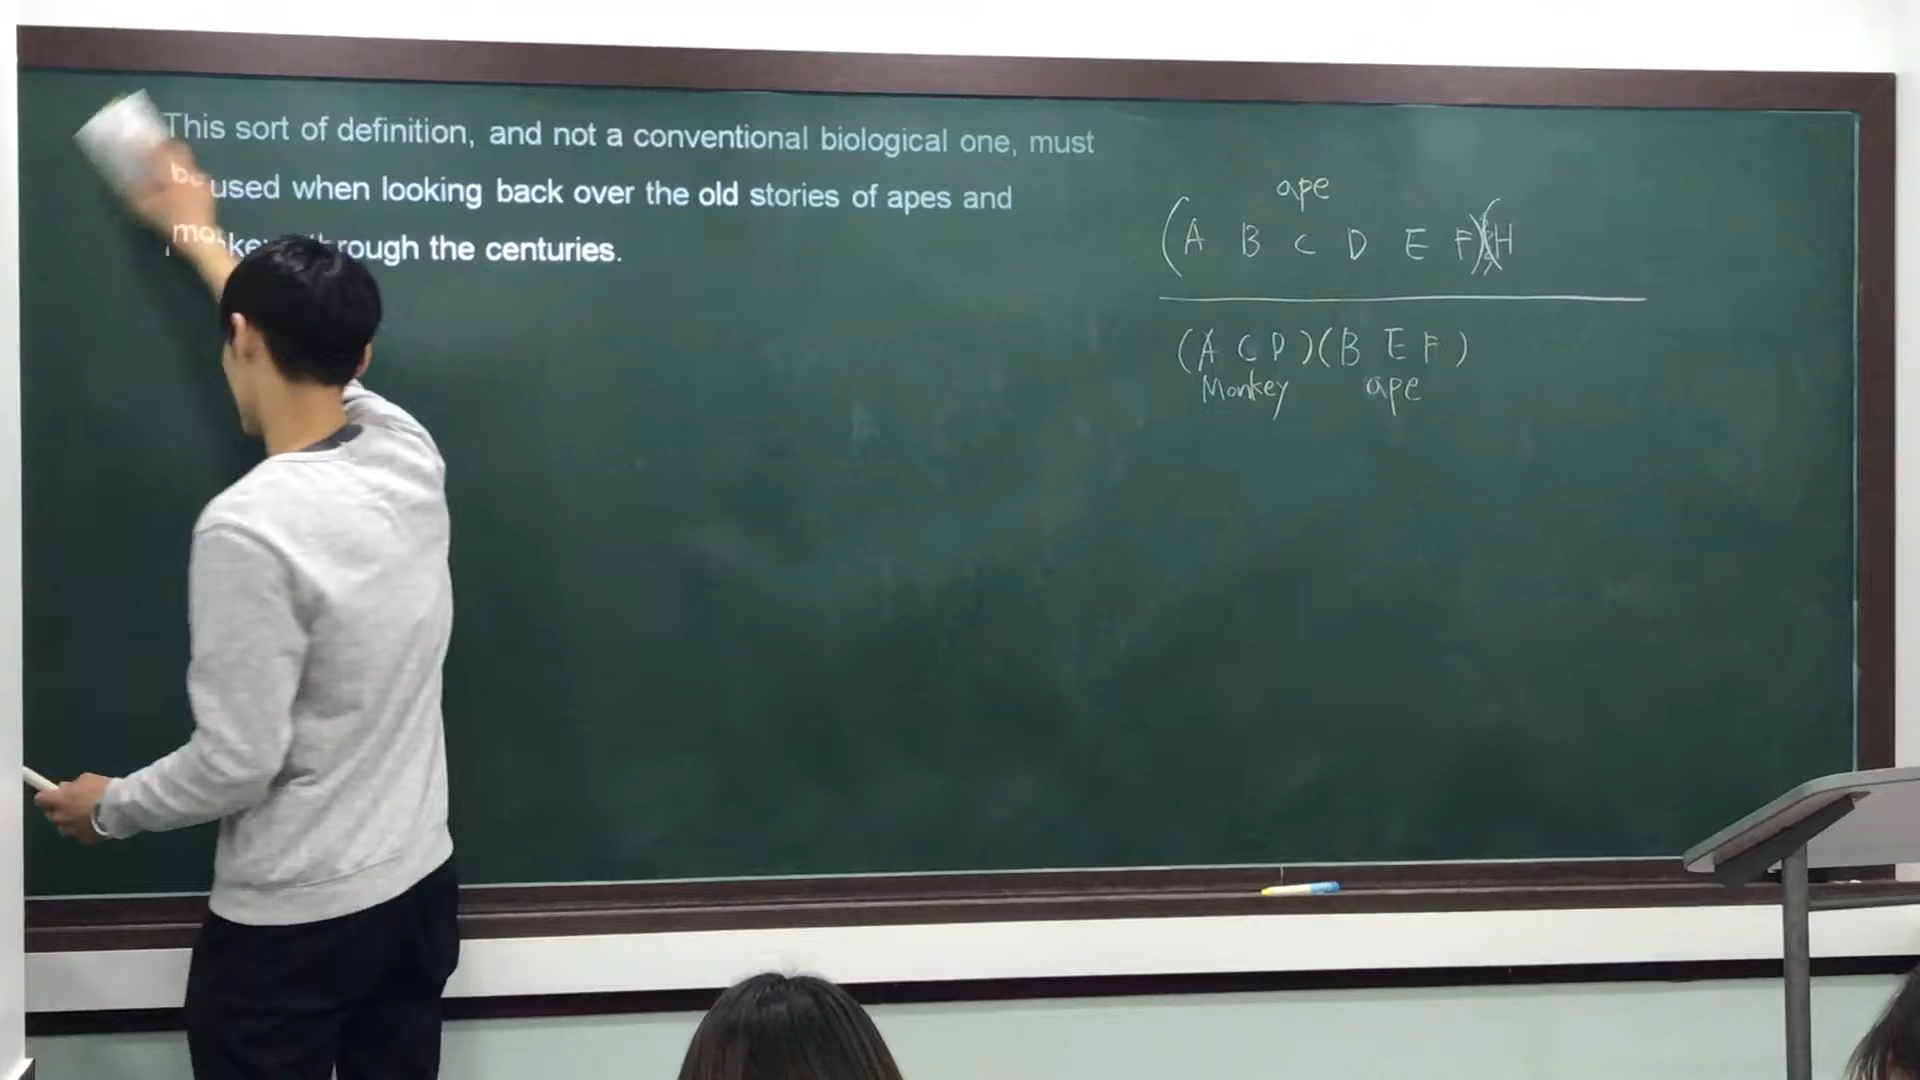 This sort of definition, and not a conventional biological one, must
be used when looking back over the old stories of apes and
through the centuries.
ape
(A B C D E F)(H
(A C D)(B E F)
Monkey ape